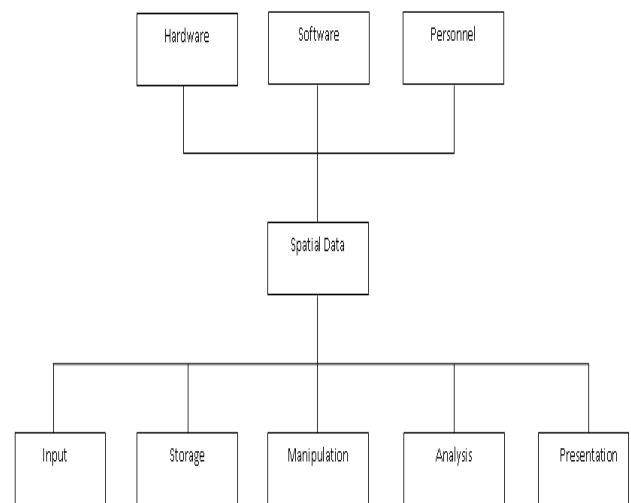 Hardware
Software
Personnel
Spatial Data
Input
Storage
Manipulation
Analysis
Presentation